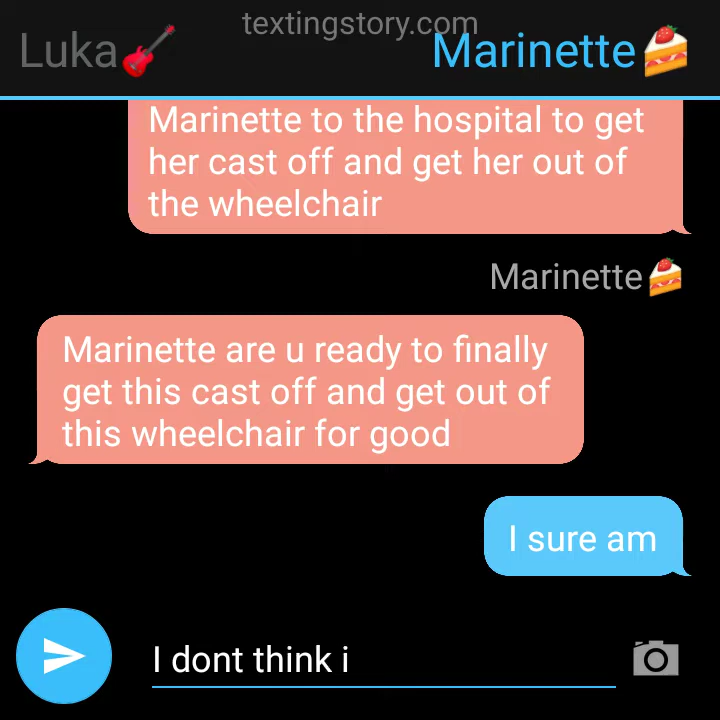 textingstory.com
Luka🎸 Marinette🍰
Marinette to the hospital to get
her cast off and get her out of
the wheelchair
Marinette🍰
Marinette are u ready to finally
get this cast off and get out of
this wheelchair for good
I sure am
I dont think i